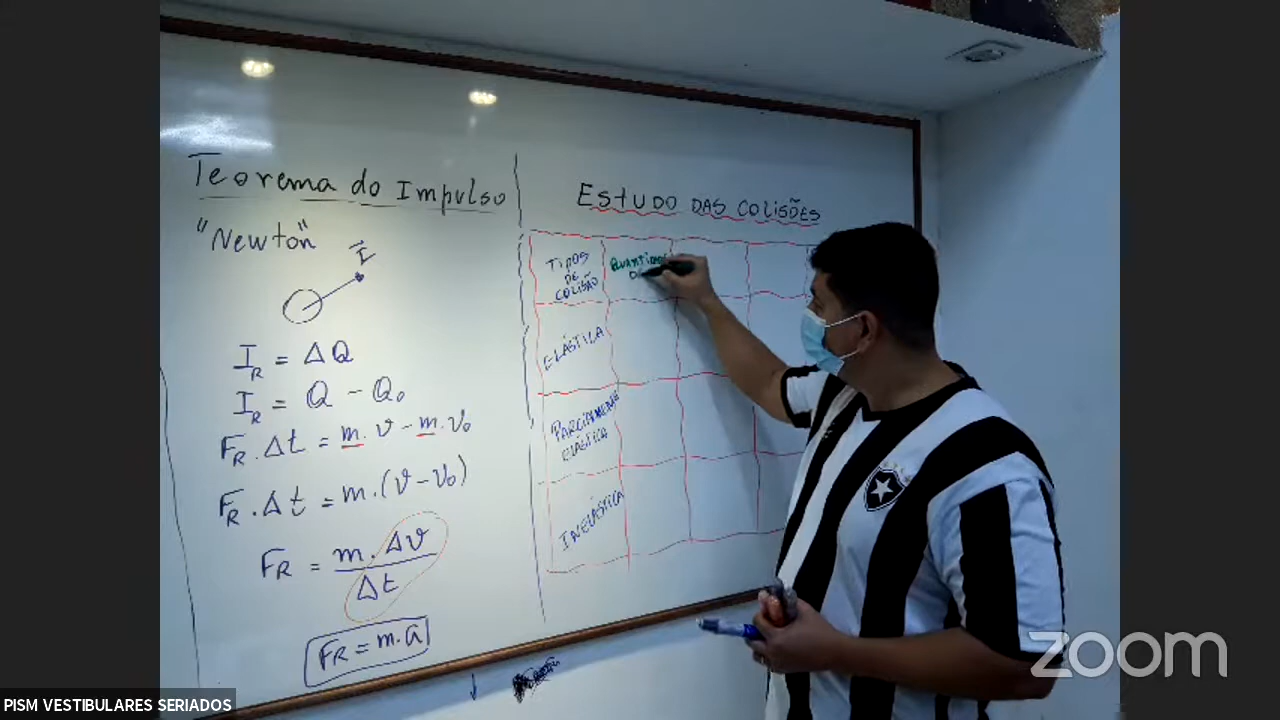 Teorema do Impulso
"Newton"
I
I_R = ΔQ
I_R = Q - Q₀
F_R . Δt = m . v - m . v₀
F_R . Δt = m . (v - v₀)
F_R = m . Δv / Δt
F_R = m . a
ESTUDO DAS COLISÕES
TIPOS
DE
COLISÃO
ELÁSTICA
PARCIALMENTE
ELÁSTICA
INELÁSTICA
zoom
PISM VESTIBULARES SERIADOS